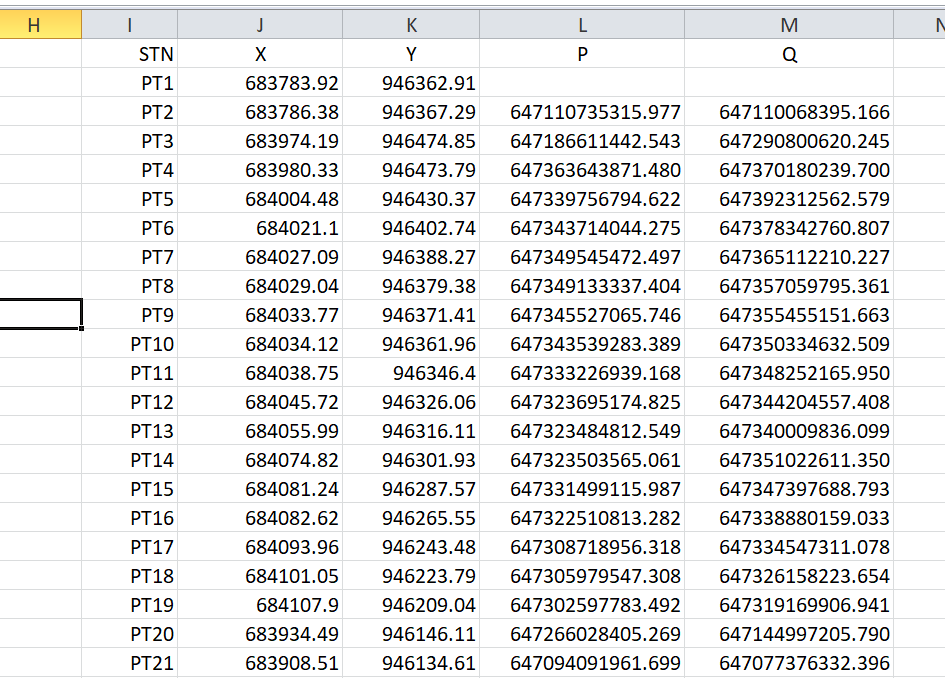 H I J K L M N
STN X Y P Q
PT1 683783.92 946362.91
PT2 683786.38 946367.29 647110735315.977 647110068395.166
PT3 683974.19 946474.85 647186611442.543 647290800620.245
PT4 683980.33 946473.79 647363643871.480 647370180239.700
PT5 684004.48 946430.37 647339756794.622 647392312562.579
PT6 684021.1 946402.74 647343714044.275 647378342760.807
PT7 684027.09 946388.27 647349545472.497 647365112210.227
PT8 684029.04 946379.38 647349133337.404 647357059795.361
PT9 684033.77 946371.41 647345527065.746 647355455151.663
PT10 684034.12 946361.96 647343539283.389 647350334632.509
PT11 684038.75 946346.4 647333226939.168 647348252165.950
PT12 684045.72 946326.06 647323695174.825 647344204557.408
PT13 684055.99 946316.11 647323484812.549 647340009836.099
PT14 684074.82 946301.93 647323503565.061 647351022611.350
PT15 684081.24 946287.57 647331499115.987 647347397688.793
PT16 684082.62 946265.55 647322510813.282 647338880159.033
PT17 684093.96 946243.48 647308718956.318 647334547311.078
PT18 684101.05 946223.79 647305979547.308 647326158223.654
PT19 684107.9 946209.04 647302597783.492 647319169906.941
PT20 683934.49 946146.11 647266028405.269 647144997205.790
PT21 683908.51 946134.61 647094091961.699 647077376332.396